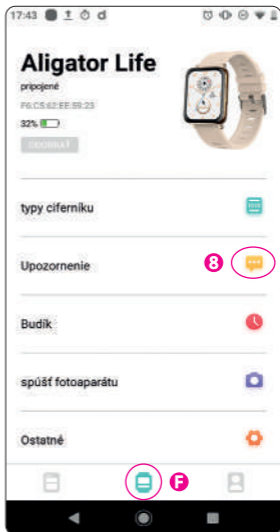 17:43
Aligator Life
pripojené
F6:C5:62:EE:59:23
32%
ODOBRAŤ
typy ciferníku
Upozornenie
8
Budík
spúšť fotoaparátu
Ostatné
F